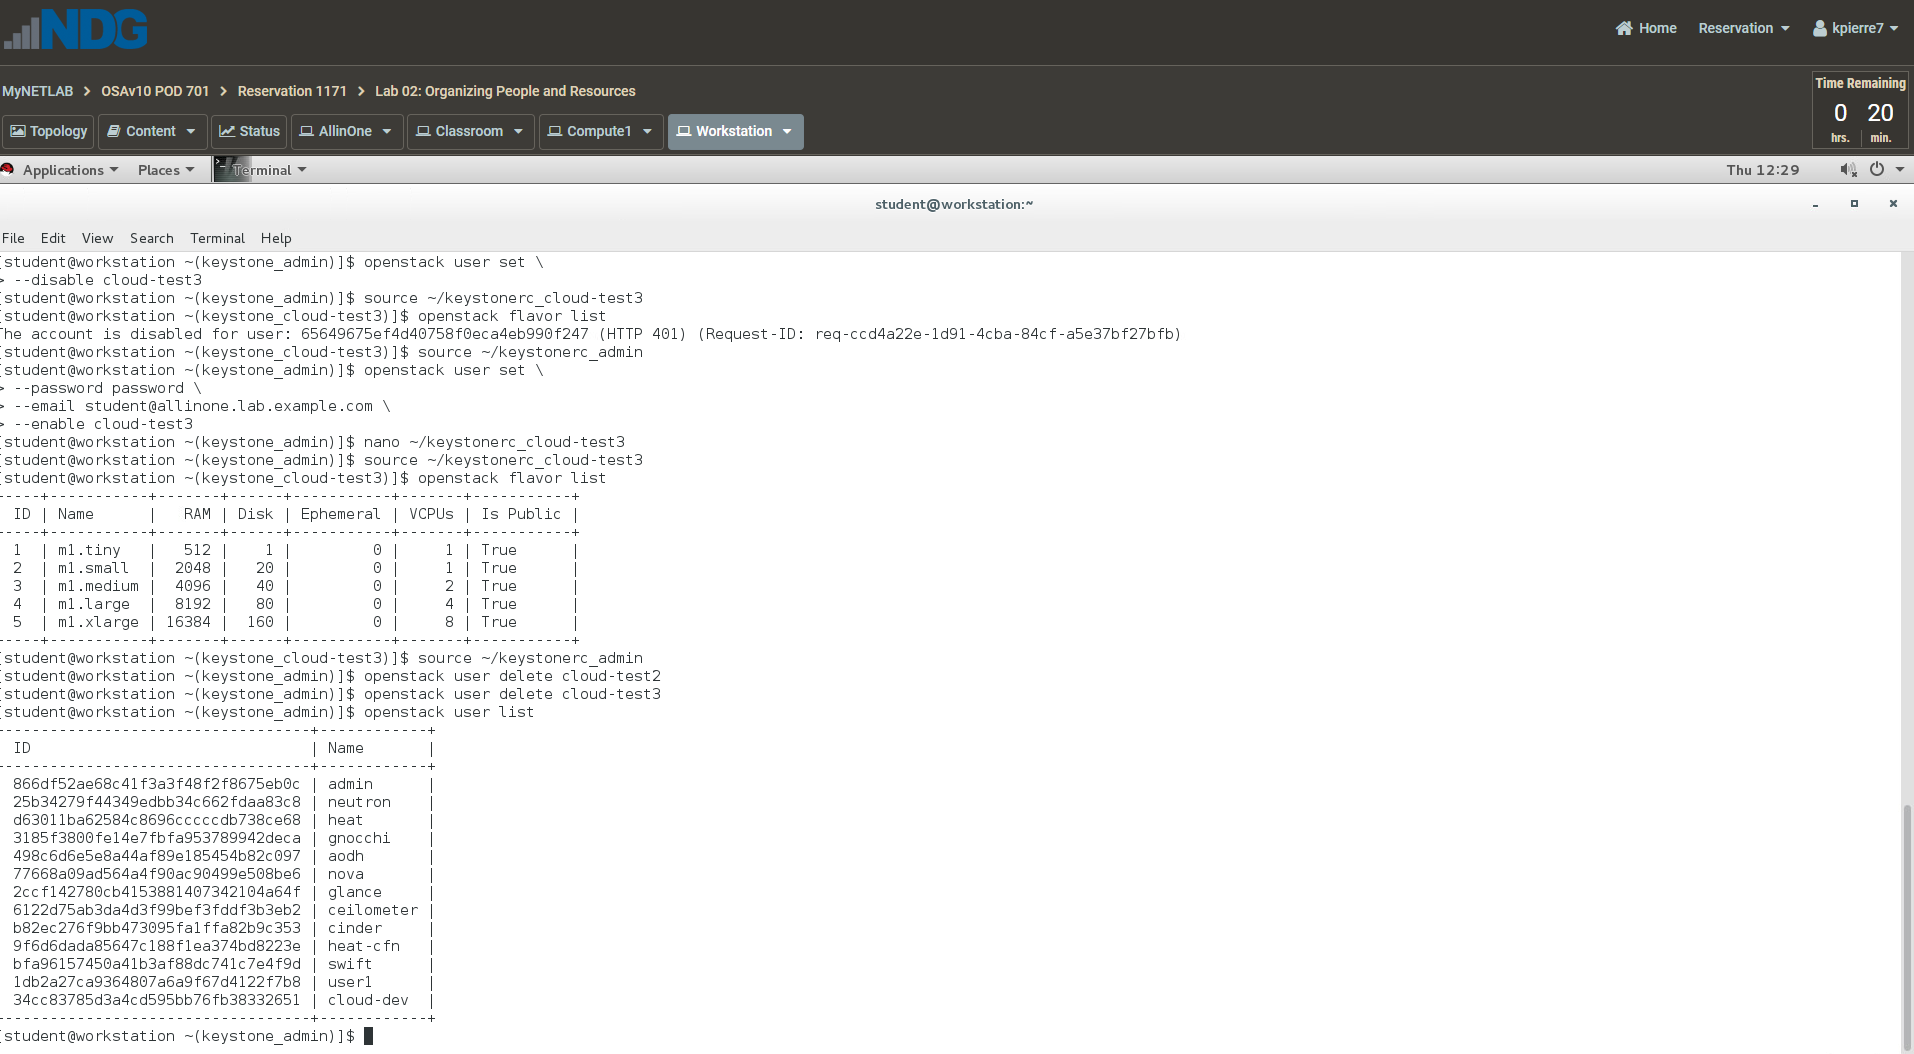 NDG
Home Reservation kpierre7
MyNETLAB > OSAv10 POD 701 > Reservation 1171 > Lab 02: Organizing People and Resources
Time Remaining
0 20
hrs. min.
Topology Content Status AllinOne Classroom Compute1 Workstation
Applications Places Terminal Thu 12:29
student@workstation:~
File Edit View Search Terminal Help
[student@workstation ~(keystone_admin)]$ openstack user set \
> --disable cloud-test3
[student@workstation ~(keystone_admin)]$ source ~/keystonerc_cloud-test3
[student@workstation ~(keystone_cloud-test3)]$ openstack flavor list
The account is disabled for user: 65649675ef4d40758f0eca4eb990f247 (HTTP 401) (Request-ID: req-ccd4a22e-1d91-4cba-84cf-a5e37bf27bfb)
[student@workstation ~(keystone_cloud-test3)]$ source ~/keystonerc_admin
[student@workstation ~(keystone_admin)]$ openstack user set \
> --password password \
> --email student@allinone.lab.example.com \
> --enable cloud-test3
[student@workstation ~(keystone_admin)]$ nano ~/keystonerc_cloud-test3
[student@workstation ~(keystone_admin)]$ source ~/keystonerc_cloud-test3
[student@workstation ~(keystone_cloud-test3)]$ openstack flavor list
-----+-----------+-------+------+-----------+-------+-----------+
ID | Name | RAM | Disk | Ephemeral | VCPUs | Is Public |
-----+-----------+-------+------+-----------+-------+-----------+
1 | m1.tiny | 512 | 1 | 0 | 1 | True |
2 | m1.small | 2048 | 20 | 0 | 1 | True |
3 | m1.medium | 4096 | 40 | 0 | 2 | True |
4 | m1.large | 8192 | 80 | 0 | 4 | True |
5 | m1.xlarge | 16384 | 160 | 0 | 8 | True |
-----+-----------+-------+------+-----------+-------+-----------+
[student@workstation ~(keystone_cloud-test3)]$ source ~/keystonerc_admin
[student@workstation ~(keystone_admin)]$ openstack user delete cloud-test2
[student@workstation ~(keystone_admin)]$ openstack user delete cloud-test3
[student@workstation ~(keystone_admin)]$ openstack user list
-----------------------------------+------------+
ID | Name |
-----------------------------------+------------+
866df52ae68c41f3a3f48f2f8675eb0c | admin |
25b34279f44349edbb34c662fdaa83c8 | neutron |
d63011ba62584c8696cccccdb738ce68 | heat |
3185f3800fe14e7fbfa953789942deca | gnocchi |
498c6d6e5e8a44af89e185454b82c097 | aodh |
77668a09ad564a4f90ac90499e508be6 | nova |
2ccf142780cb4153881407342104a64f | glance |
6122d75ab3da4d3f99bef3fddf3b3eb2 | ceilometer |
b82ec276f9bb473095fa1ffa82b9c353 | cinder |
9f6d6dada85647c188f1ea374bd8223e | heat-cfn |
bfa96157450a41b3af88dc741c7e4f9d | swift |
1db2a27ca9364807a6a9f67d4122f7b8 | user1 |
34cc83785d3a4cd595bb76fb38332651 | cloud-dev |
-----------------------------------+------------+
[student@workstation ~(keystone_admin)]$